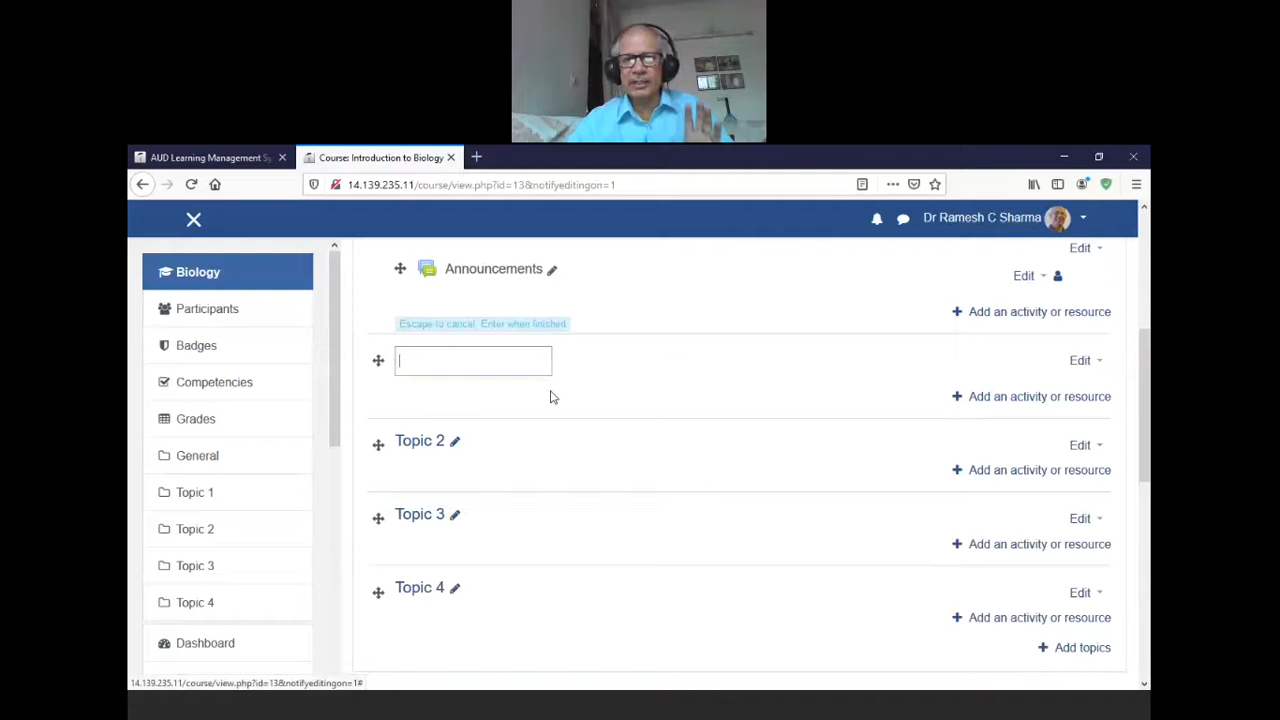 AUD Learning Management Sy
Course: Introduction to Biology
14.139.235.11/course/view.php?id=13&notifyeditingon=1
Dr Ramesh C Sharma
Biology
Participants
Badges
Competencies
Grades
General
Topic 1
Topic 2
Topic 3
Topic 4
Dashboard
Edit
Announcements
Edit
Add an activity or resource
Escape to cancel. Enter when finished
Edit
Add an activity or resource
Topic 2
Edit
Add an activity or resource
Topic 3
Edit
Add an activity or resource
Topic 4
Edit
Add an activity or resource
Add topics
14.139.235.11/course/view.php?id=13&notifyeditingon=1#